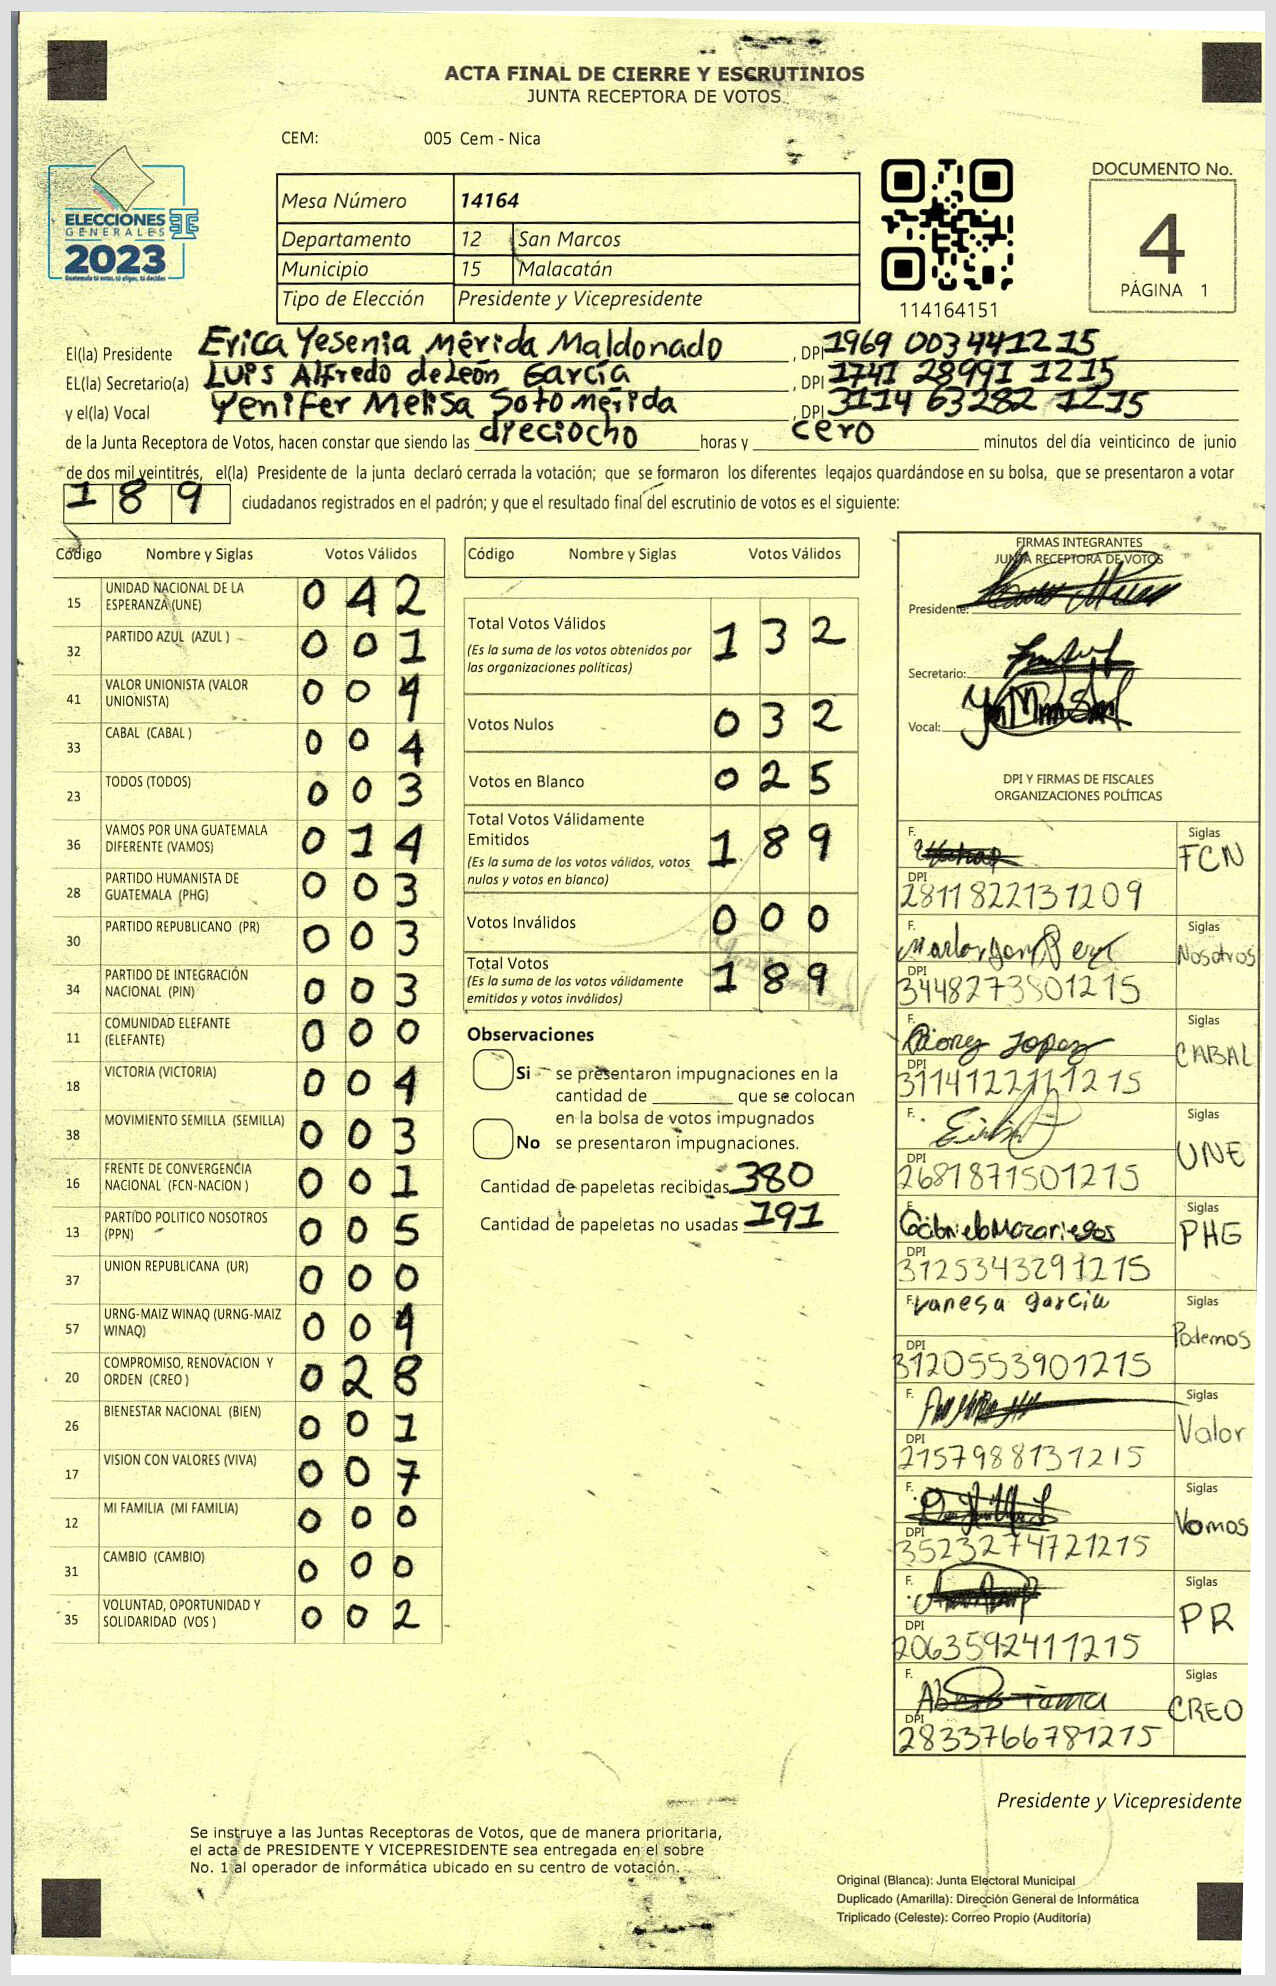 ACTA FINAL DE CIERRE Y ESCRUTINIOS
JUNTA RECEPTORA DE VOTOS
CEM: 005 Cem - Nica
ELECCIONES
GENERALES
2023
Guatemala tú votas, tú eliges, tú decides
Mesa Número 14164
Departamento 12 San Marcos
Municipio 15 Malacatán
Tipo de Elección Presidente y Vicepresidente
114164151
DOCUMENTO No.
4
PÁGINA 1
El(la) Presidente Erica Yesenia Mérida Maldonado, DPI 1969 00344 1215
EL(la) Secretario(a) Luis Alfredo de León García, DPI 1741 28991 1215
y el(la) Vocal Yenifer Melisa Soto mérida, DPI 3114 63282 1215
de la Junta Receptora de Votos, hacen constar que siendo las dieciocho horas y cero minutos del día veinticinco de junio
de dos mil veintitrés, el(la) Presidente de la junta declaró cerrada la votación; que se formaron los diferentes legajos quardándose en su bolsa, que se presentaron a votar
189 ciudadanos registrados en el padrón; y que el resultado final del escrutinio de votos es el siguiente:
Código Nombre y Siglas Votos Válidos
15 UNIDAD NACIONAL DE LA ESPERANZA (UNE) 0 4 2
32 PARTIDO AZUL (AZUL ) 0 0 1
41 VALOR UNIONISTA (VALOR UNIONISTA) 0 0 4
33 CABAL (CABAL ) 0 0 4
23 TODOS (TODOS) 0 0 3
36 VAMOS POR UNA GUATEMALA DIFERENTE (VAMOS) 0 1 4
28 PARTIDO HUMANISTA DE GUATEMALA (PHG) 0 0 3
30 PARTIDO REPUBLICANO (PR) 0 0 3
34 PARTIDO DE INTEGRACIÓN NACIONAL (PIN) 0 0 3
11 COMUNIDAD ELEFANTE (ELEFANTE) 0 0 0
18 VICTORIA (VICTORIA) 0 0 4
38 MOVIMIENTO SEMILLA (SEMILLA) 0 0 3
16 FRENTE DE CONVERGENCIA NACIONAL (FCN-NACION ) 0 0 1
13 PARTIDO POLITICO NOSOTROS (PPN) 0 0 5
37 UNION REPUBLICANA (UR) 0 0 0
57 URNG-MAIZ WINAQ (URNG-MAIZ WINAQ) 0 0 4
20 COMPROMISO, RENOVACION Y ORDEN (CREO ) 0 2 8
26 BIENESTAR NACIONAL (BIEN) 0 0 1
17 VISION CON VALORES (VIVA) 0 0 7
12 MI FAMILIA (MI FAMILIA) 0 0 0
31 CAMBIO (CAMBIO) 0 0 0
35 VOLUNTAD, OPORTUNIDAD Y SOLIDARIDAD (VOS ) 0 0 2
Código Nombre y Siglas Votos Válidos
Total Votos Válidos 1 3 2
(Es la suma de los votos obtenidos por las organizaciones políticas)
Votos Nulos 0 3 2
Votos en Blanco 0 2 5
Total Votos Válidamente Emitidos 1 8 9
(Es la suma de los votos válidos, votos nulos y votos en blanco)
Votos Inválidos 0 0 0
Total Votos 1 8 9
(Es la suma de los votos válidamente emitidos y votos inválidos)
Observaciones
Si se presentaron impugnaciones en la
cantidad de ________ que se colocan
en la bolsa de votos impugnados
No se presentaron impugnaciones.
Cantidad de papeletas recibidas 380
Cantidad de papeletas no usadas 191
FIRMAS INTEGRANTES
JUNTA RECEPTORA DE VOTOS
Presidente:
Secretario:
Vocal:
DPI Y FIRMAS DE FISCALES
ORGANIZACIONES POLÍTICAS
F. Siglas FCN
DPI 2811822131209
F. Siglas Nosotros
DPI 3448273801215
F. Lopez Siglas CABAL
DPI 3114122111215
F. Siglas UNE
DPI 2681871501215
F. Gabriela Mazariegos Siglas PHG
DPI 3125343291215
F. Vanesa garcia Siglas Podemos
DPI 3120553901215
F. Siglas Valor
DPI 2157988131215
F. Siglas Vamos
DPI 3523274721215
F. Siglas PR
DPI 2063592411215
F. Siglas CREO
DPI 2833766781215
Presidente y Vicepresidente
Se instruye a las Juntas Receptoras de Votos, que de manera prioritaria,
el acta de PRESIDENTE Y VICEPRESIDENTE sea entregada en el sobre
No. 1 al operador de informática ubicado en su centro de votación.
Original (Blanca): Junta Electoral Municipal
Duplicado (Amarilla): Dirección General de Informática
Triplicado (Celeste): Correo Propio (Auditoría)